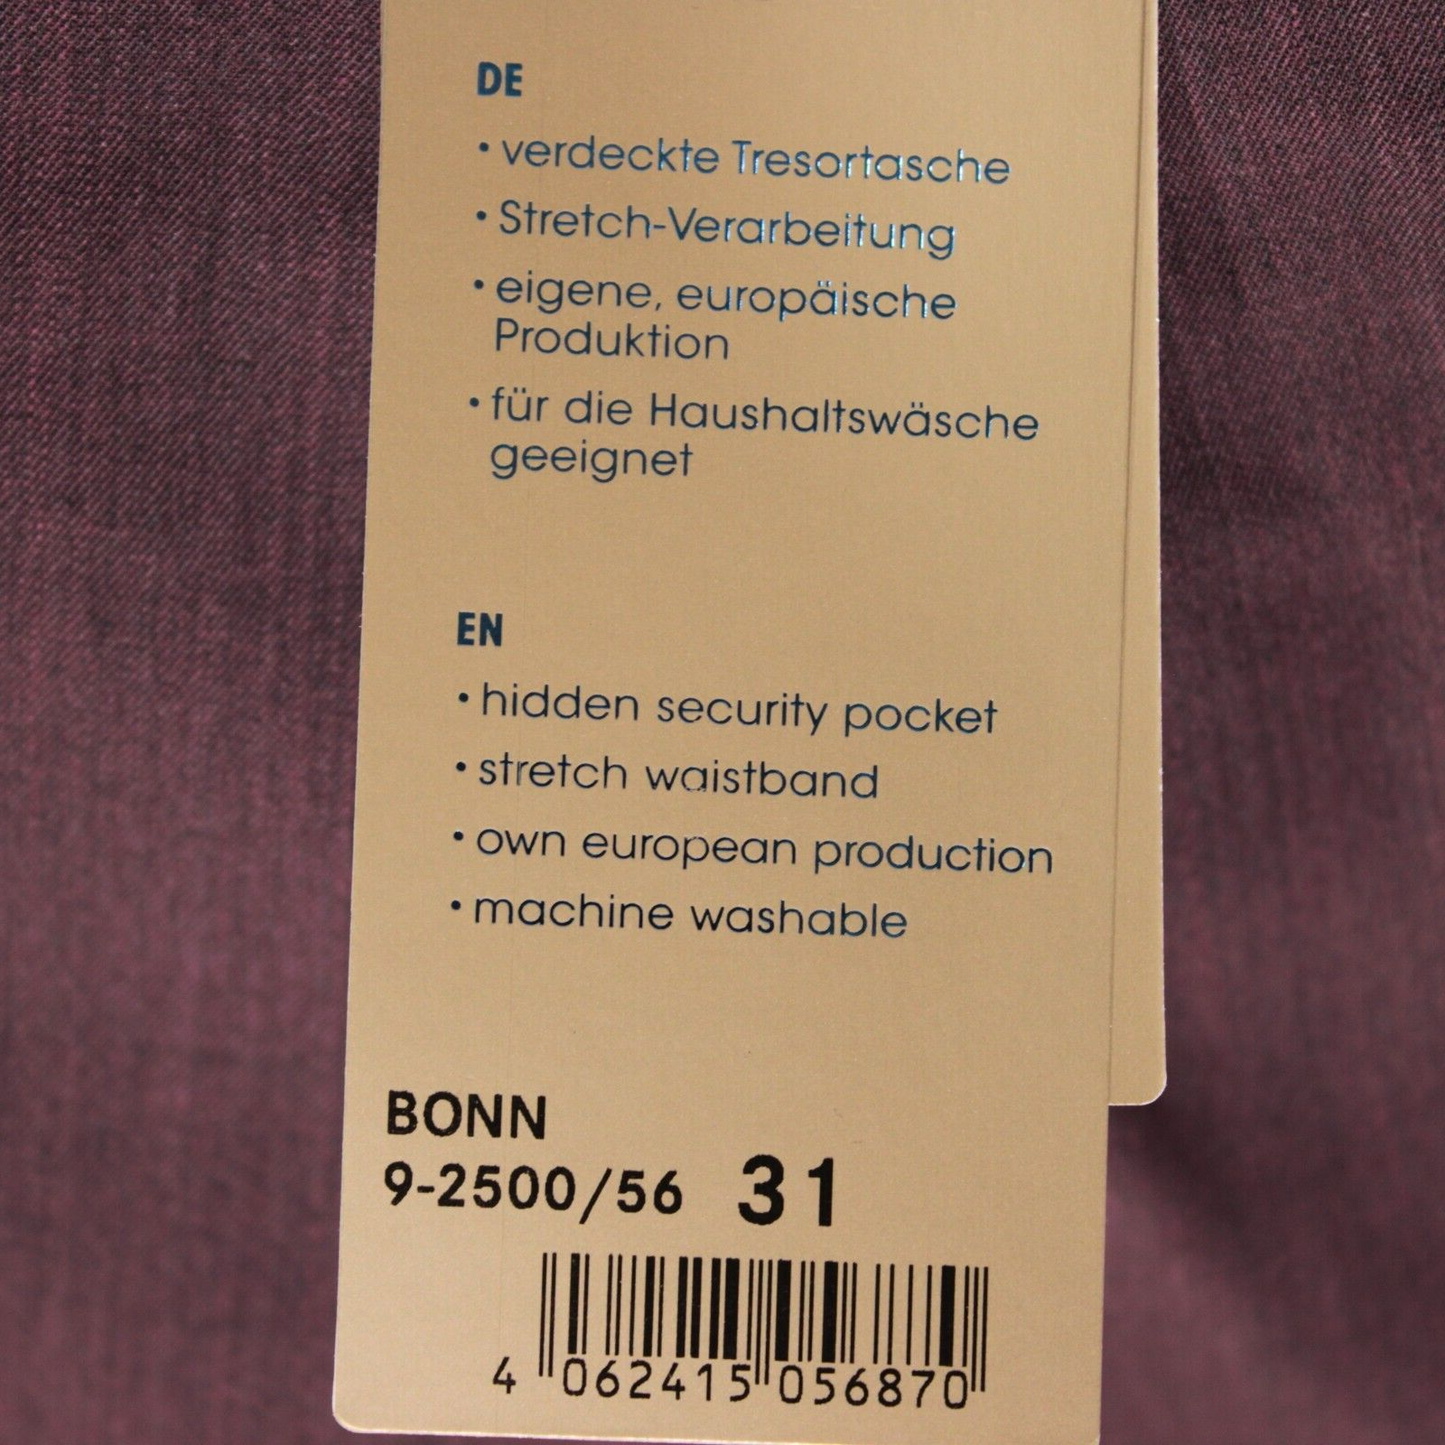 DE
• verdeckte Tresortasche
• Stretch-Verarbeitung
• eigene, europäische
Produktion
• für die Haushaltswäsche
geeignet
EN
• hidden security pocket
• stretch waistband
• own european production
• machine washable
BONN
9-2500/56 31
4 062415 056870